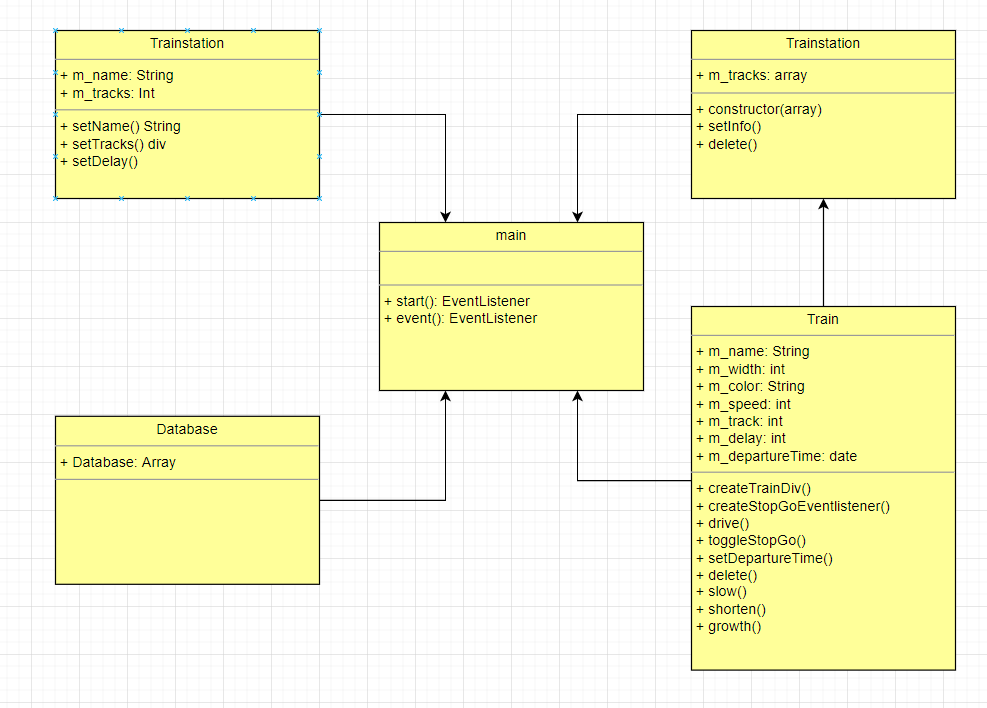 Trainstation
+ m_name: String
+ m_tracks: Int
+ setName() String
+ setTracks() div
+ setDelay()
Trainstation
+ m_tracks: array
+ constructor(array)
+ setInfo()
+ delete()
main
+ start(): EventListener
+ event(): EventListener
Database
+ Database: Array
Train
+ m_name: String
+ m_width: int
+ m_color: String
+ m_speed: int
+ m_track: int
+ m_delay: int
+ m_departureTime: date
+ createTrainDiv()
+ createStopGoEventlistener()
+ drive()
+ toggleStopGo()
+ setDepartureTime()
+ delete()
+ slow()
+ shorten()
+ growth()